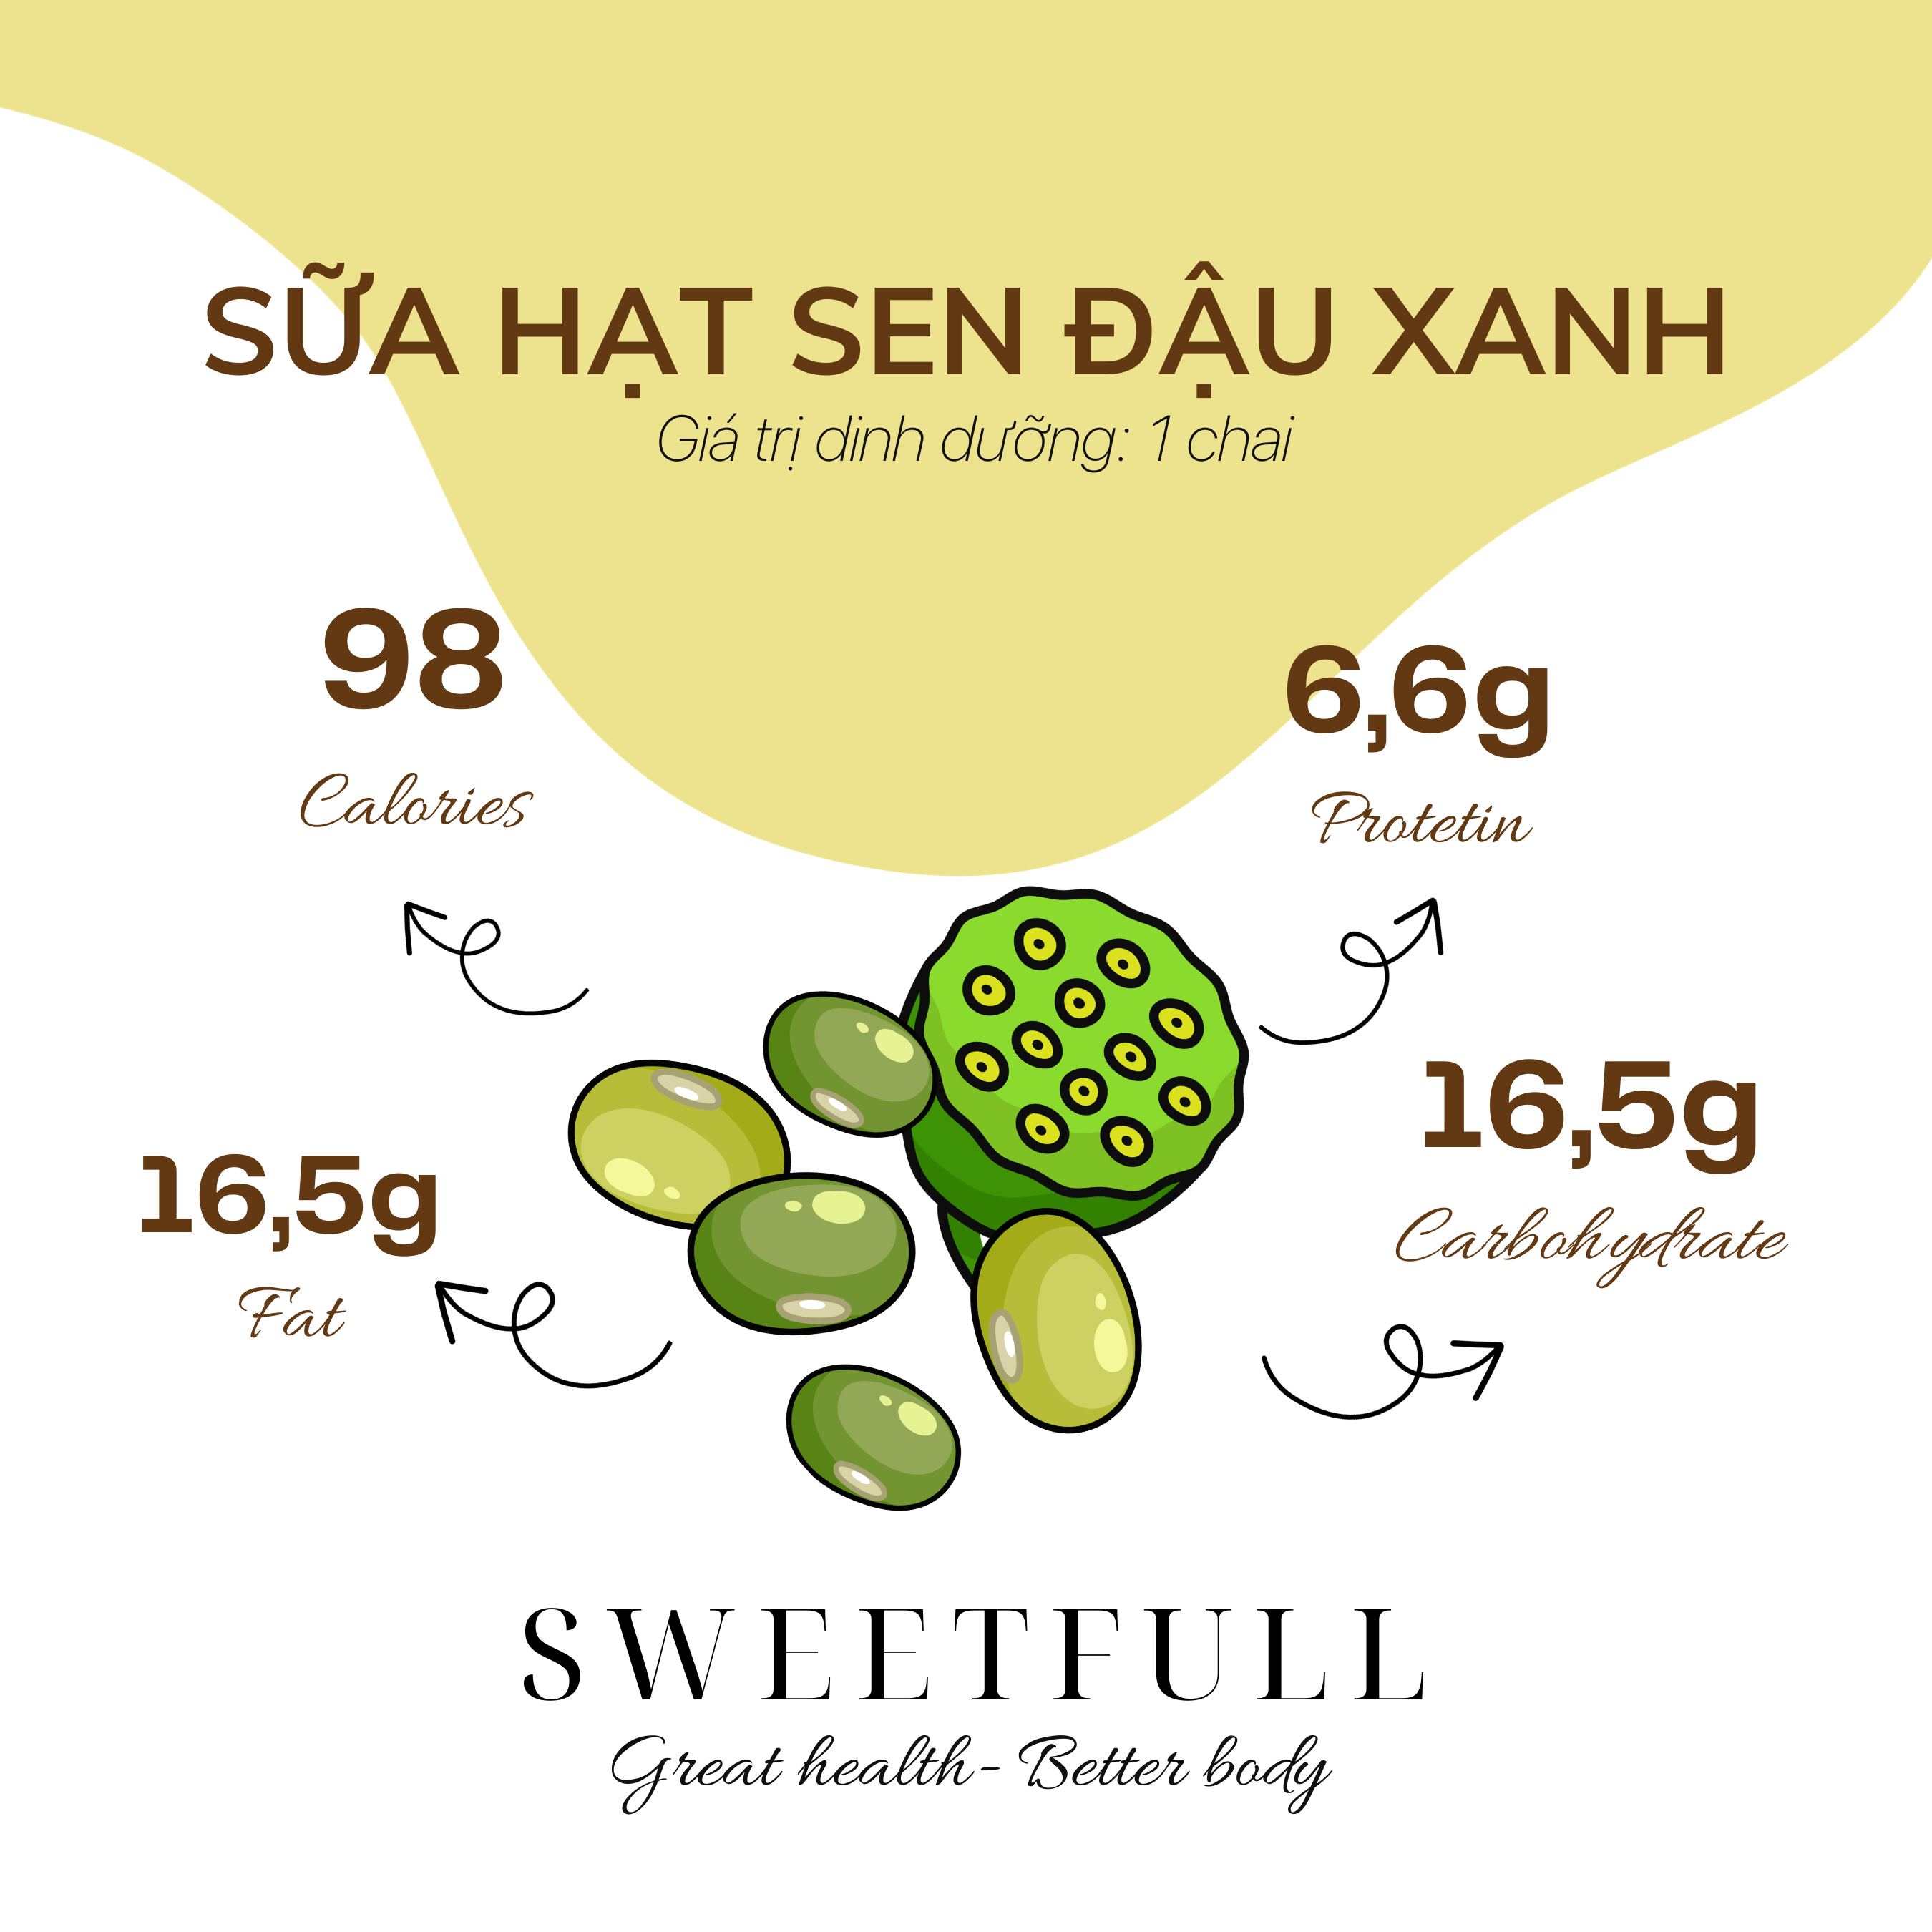 SỮA HẠT SEN ĐẬU XANH
Giá trị dinh dưỡng: 1 chai
98
Calories
6,6g
Protein
16,5g
Fat
16,5g
Carbohydrate
SWEETFULL
Great health-Better body